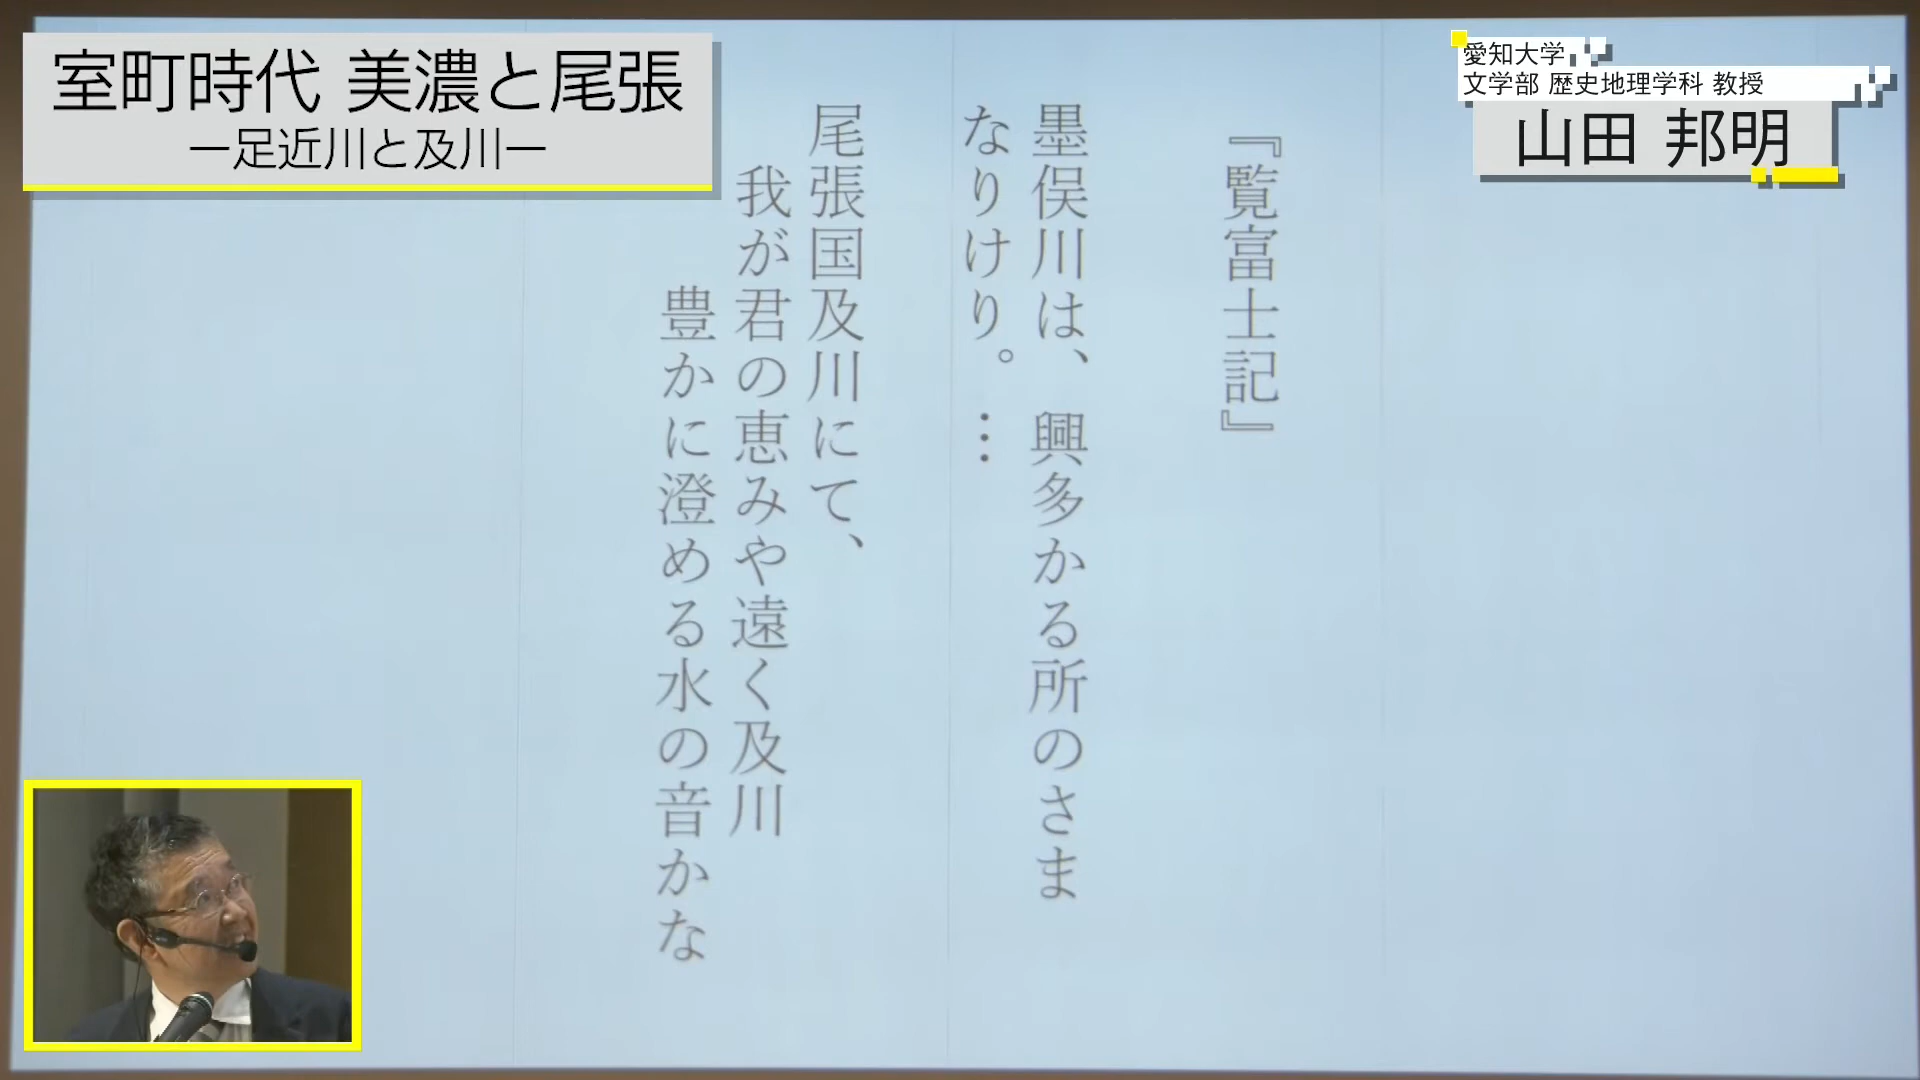 室町時代 美濃と尾張
ー足近川と及川ー
愛知大学
文学部 歴史地理学科 教授
山田 邦明
『覧富士記』
墨俣川は、興多かる所のさま
なりけり。…
尾張国及川にて、
我が君の恵みや遠く及川
豊かに澄める水の音かな